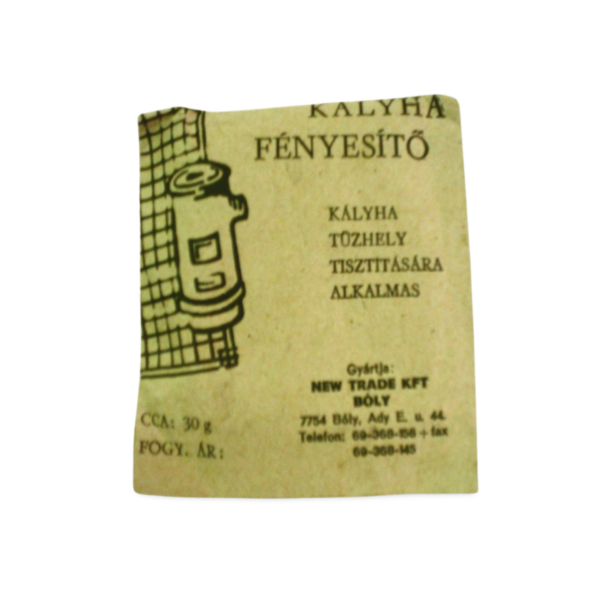 KÁLYHA
FÉNYESÍTŐ
KÁLYHA
TŰZHELY
TISZTÍTÁSÁRA
ALKALMAS
Gyártja:
NEW TRADE KFT
BÓLY
7754 Bóly, Ady E. u. 44.
Telefon: 69-368-156 + fax
69-368-145
CCA: 30 g
FOGY. ÁR: